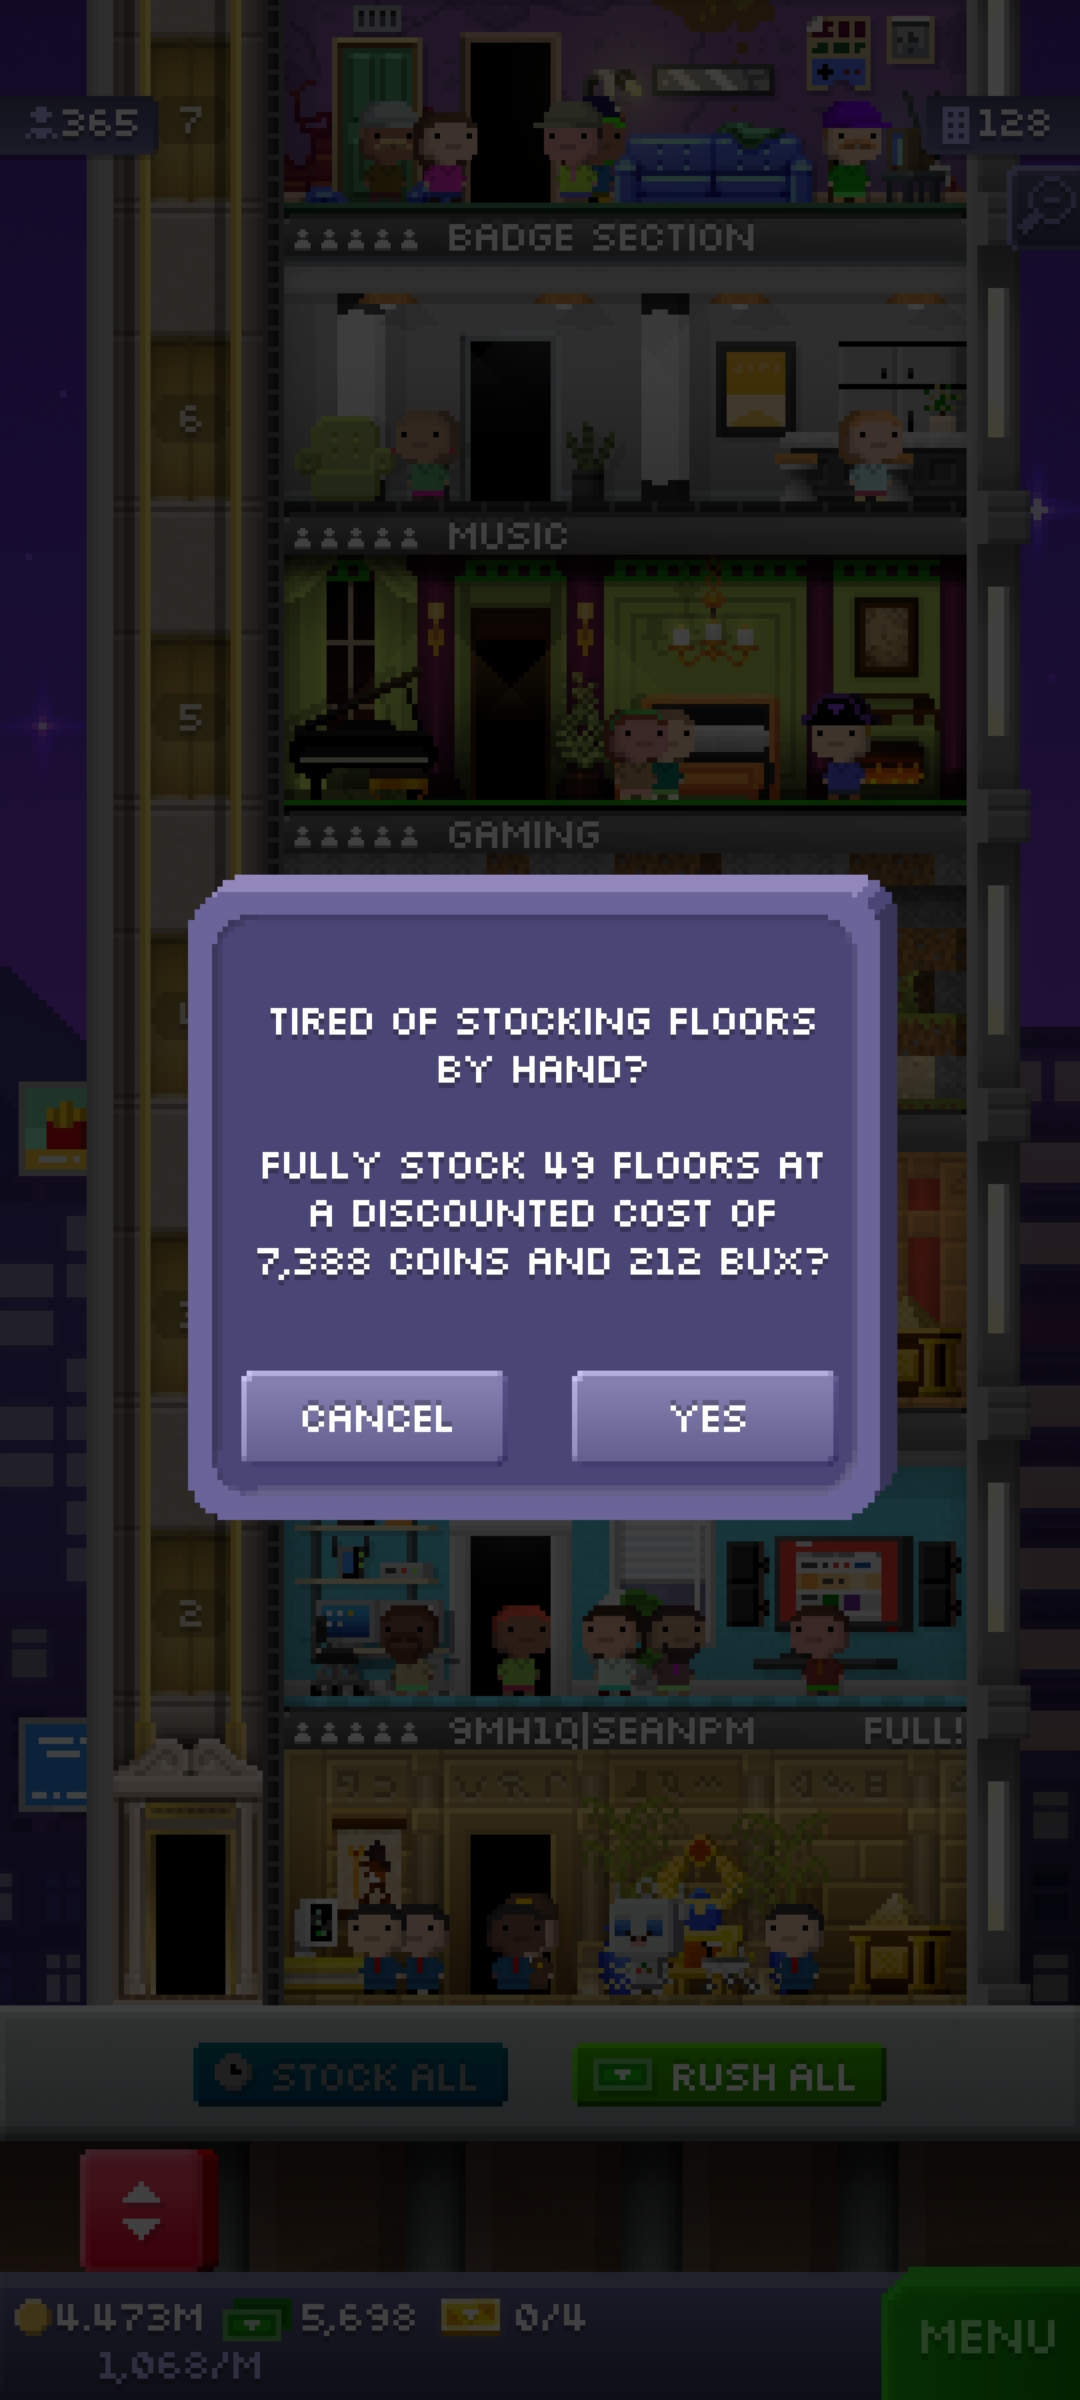 365
7
128
BADGE SECTION
6
MUSIC
5
GAMING
TIRED OF STOCKING FLOORS
BY HAND?
FULLY STOCK 49 FLOORS AT
A DISCOUNTED COST OF
7,388 COINS AND 212 BUX?
CANCEL
YES
2
9MH1Q|SEANPM
FULL!
STOCK ALL
RUSH ALL
4.473M
5,698
0/4
1,068/M
MENU